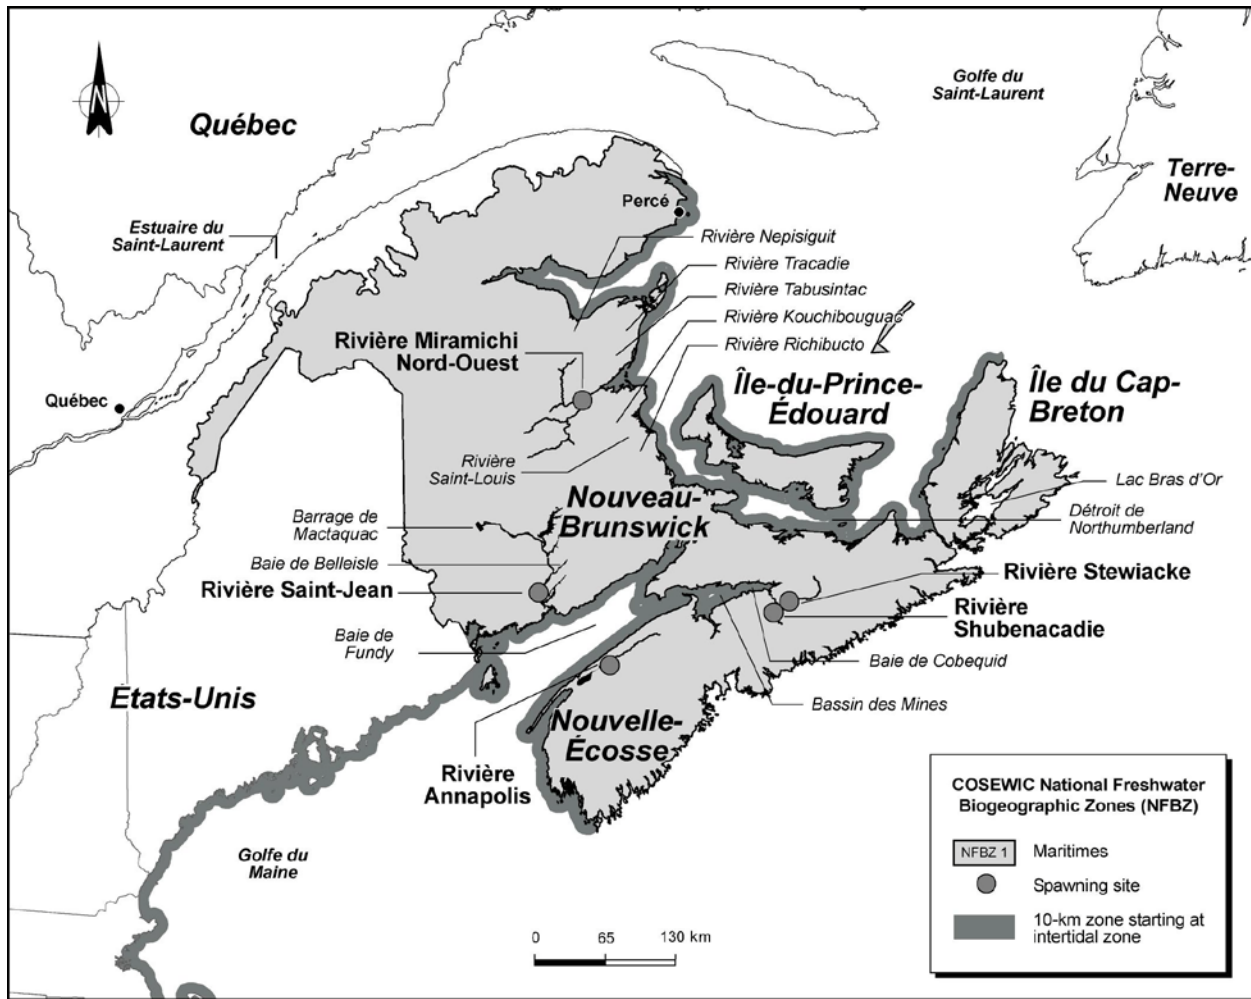 N
Golfe du
Saint-Laurent
Québec
Terre-
Neuve
Estuaire du
Saint-Laurent
Percé
Rivière Nepisiguit
Rivière Tracadie
Rivière Tabusintac
Rivière Kouchibouguac
Rivière Richibucto
Rivière Miramichi
Nord-Ouest
Québec
Île-du-Prince-
Édouard
Île du Cap-
Breton
Rivière
Saint-Louis
Nouveau-
Brunswick
Lac Bras d'Or
Détroit de
Northumberland
Barrage de
Mactaquac
Baie de Belleisle
Rivière Saint-Jean
Rivière Stewiacke
Rivière
Shubenacadie
Baie de
Fundy
Baie de Cobequid
Bassin des Mines
États-Unis
Nouvelle-
Écosse
Rivière
Annapolis
Golfe du
Maine
0 65 130 km
COSEWIC National Freshwater
Biogeographic Zones (NFBZ)
NFBZ 1 Maritimes
Spawning site
10-km zone starting at
intertidal zone